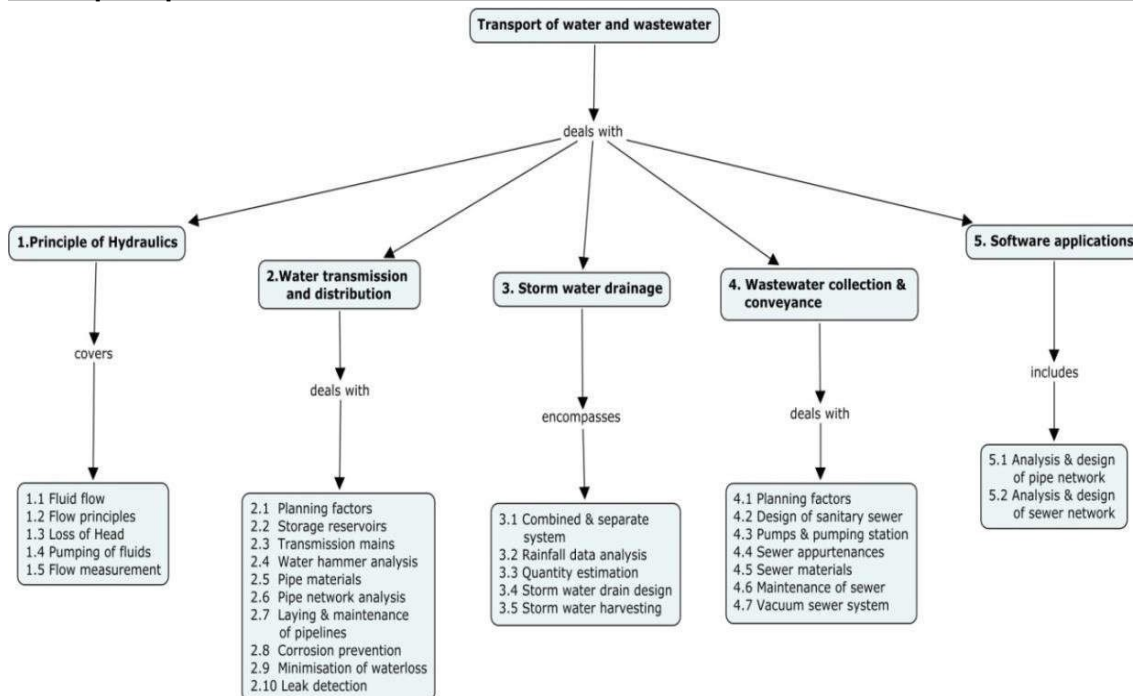 Transport of water and wastewater
deals with
1.Principle of Hydraulics
2.Water transmission
and distribution
3. Storm water drainage
4. Wastewater collection &
conveyance
5. Software applications
covers
deals with
encompasses
deals with
includes
1.1 Fluid flow
1.2 Flow principles
1.3 Loss of Head
1.4 Pumping of fluids
1.5 Flow measurement
2.1 Planning factors
2.2 Storage reservoirs
2.3 Transmission mains
2.4 Water hammer analysis
2.5 Pipe materials
2.6 Pipe network analysis
2.7 Laying & maintenance
of pipelines
2.8 Corrosion prevention
2.9 Minimisation of waterloss
2.10 Leak detection
3.1 Combined & separate
system
3.2 Rainfall data analysis
3.3 Quantity estimation
3.4 Storm water drain design
3.5 Storm water harvesting
4.1 Planning factors
4.2 Design of sanitary sewer
4.3 Pumps & pumping station
4.4 Sewer appurtenances
4.5 Sewer materials
4.6 Maintenance of sewer
4.7 Vacuum sewer system
5.1 Analysis & design
of pipe network
5.2 Analysis & design
of sewer network